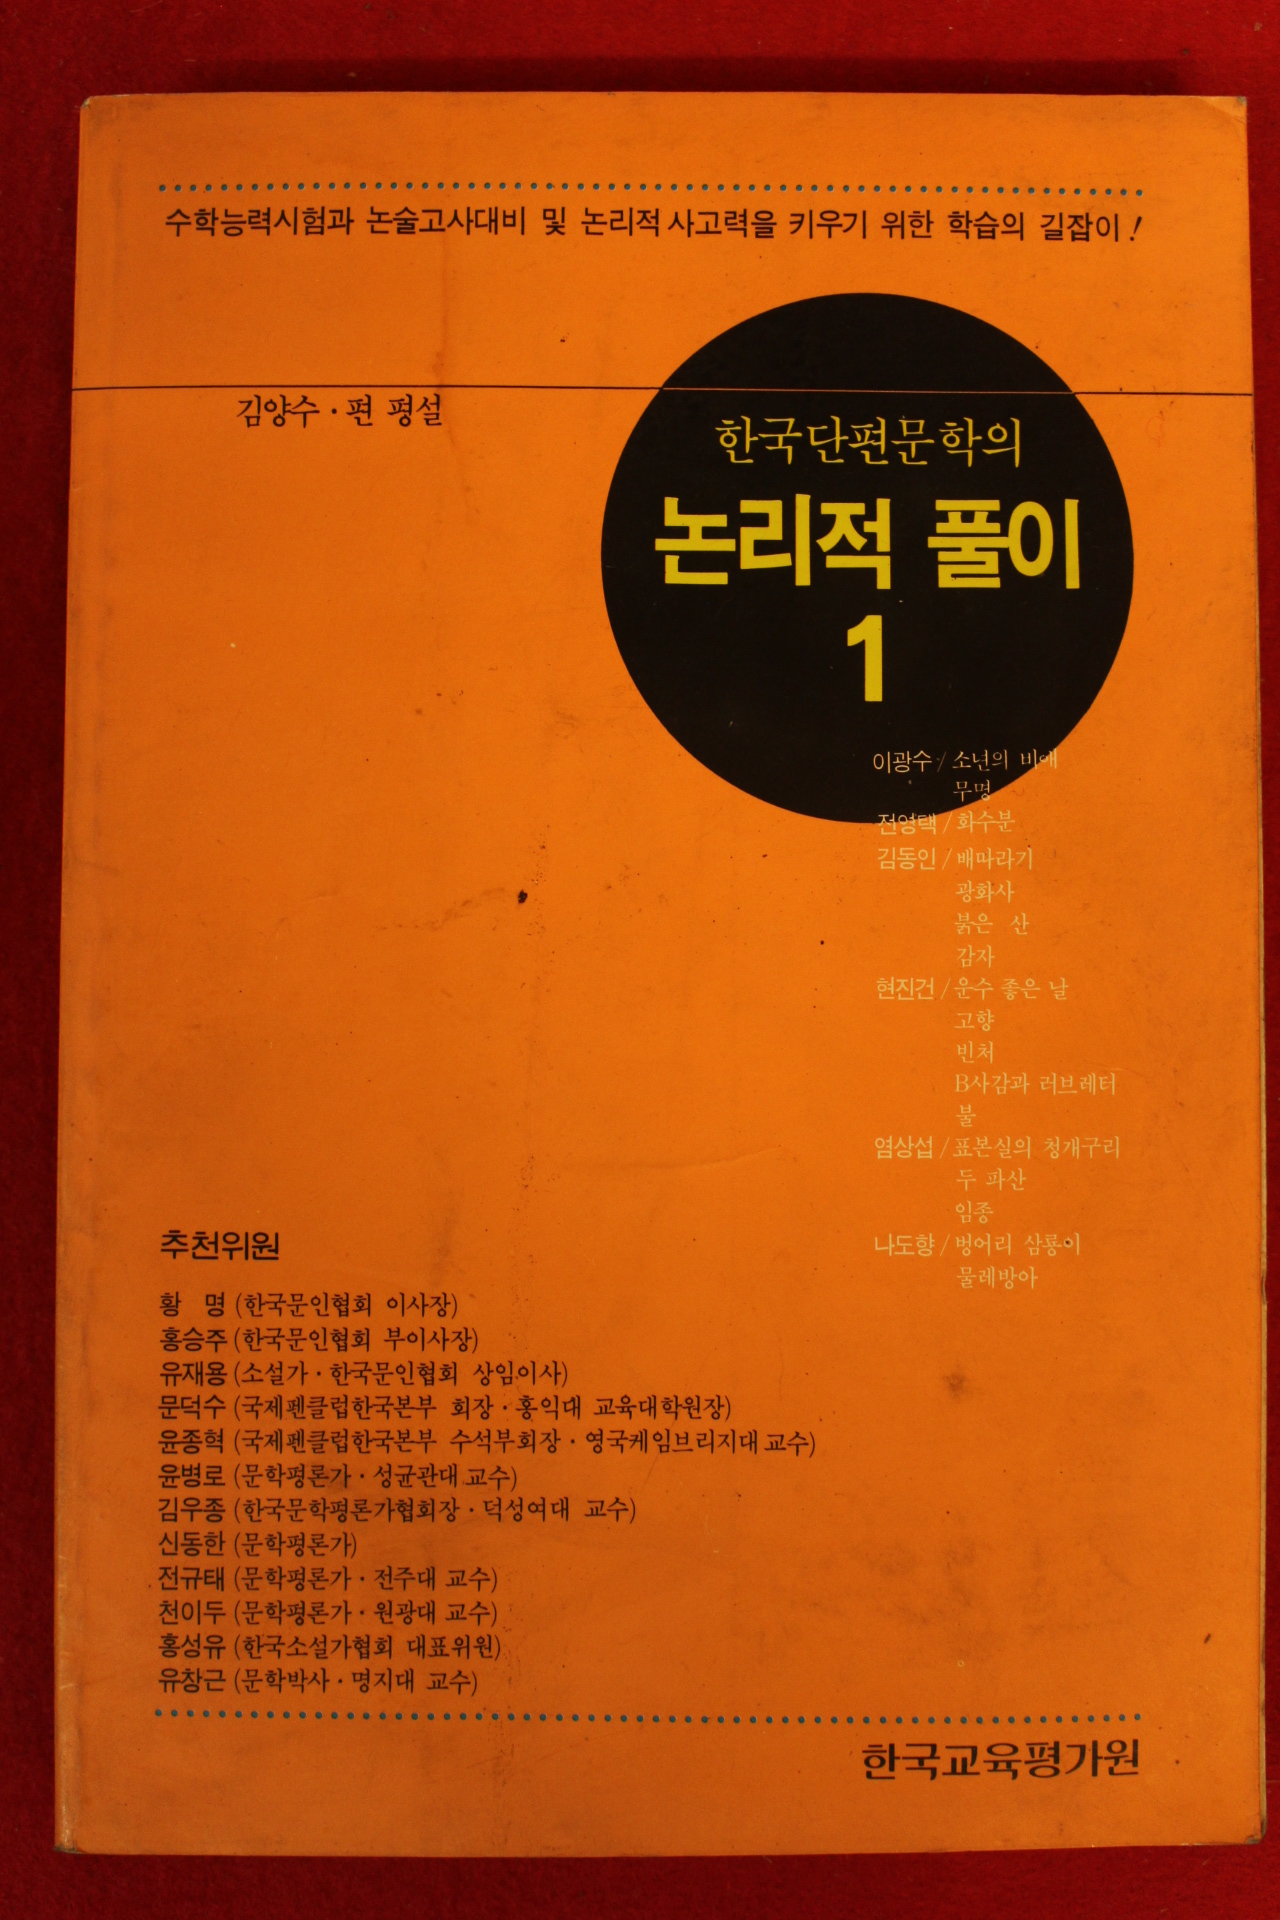 수학능력시험과 논술고사대비 및 논리적 사고력을 키우기 위한 학습의 길잡이!
김양수·편 평설
한국단편문학의
논리적 풀이
1
이광수/소년의 비애
무명
전영택/화수분
김동인/배따라기
광화사
붉은 산
감자
현진건/운수 좋은 날
고향
빈처
B사감과 러브레터
불
염상섭/표본실의 청개구리
두 파산
임종
나도향/벙어리 삼룡이
물레방아
추천위원
황 명 (한국문인협회 이사장)
홍승주 (한국문인협회 부이사장)
유재용 (소설가·한국문인협회 상임이사)
문덕수 (국제펜클럽한국본부 회장·홍익대 교육대학원장)
윤종혁 (국제펜클럽한국본부 수석부회장·영국케임브리지대 교수)
윤병로 (문학평론가·성균관대 교수)
김우종 (한국문학평론가협회장·덕성여대 교수)
신동한 (문학평론가)
전규태 (문학평론가·전주대 교수)
천이두 (문학평론가·원광대 교수)
홍성유 (한국소설가협회 대표위원)
유창근 (문학박사·명지대 교수)
한국교육평가원